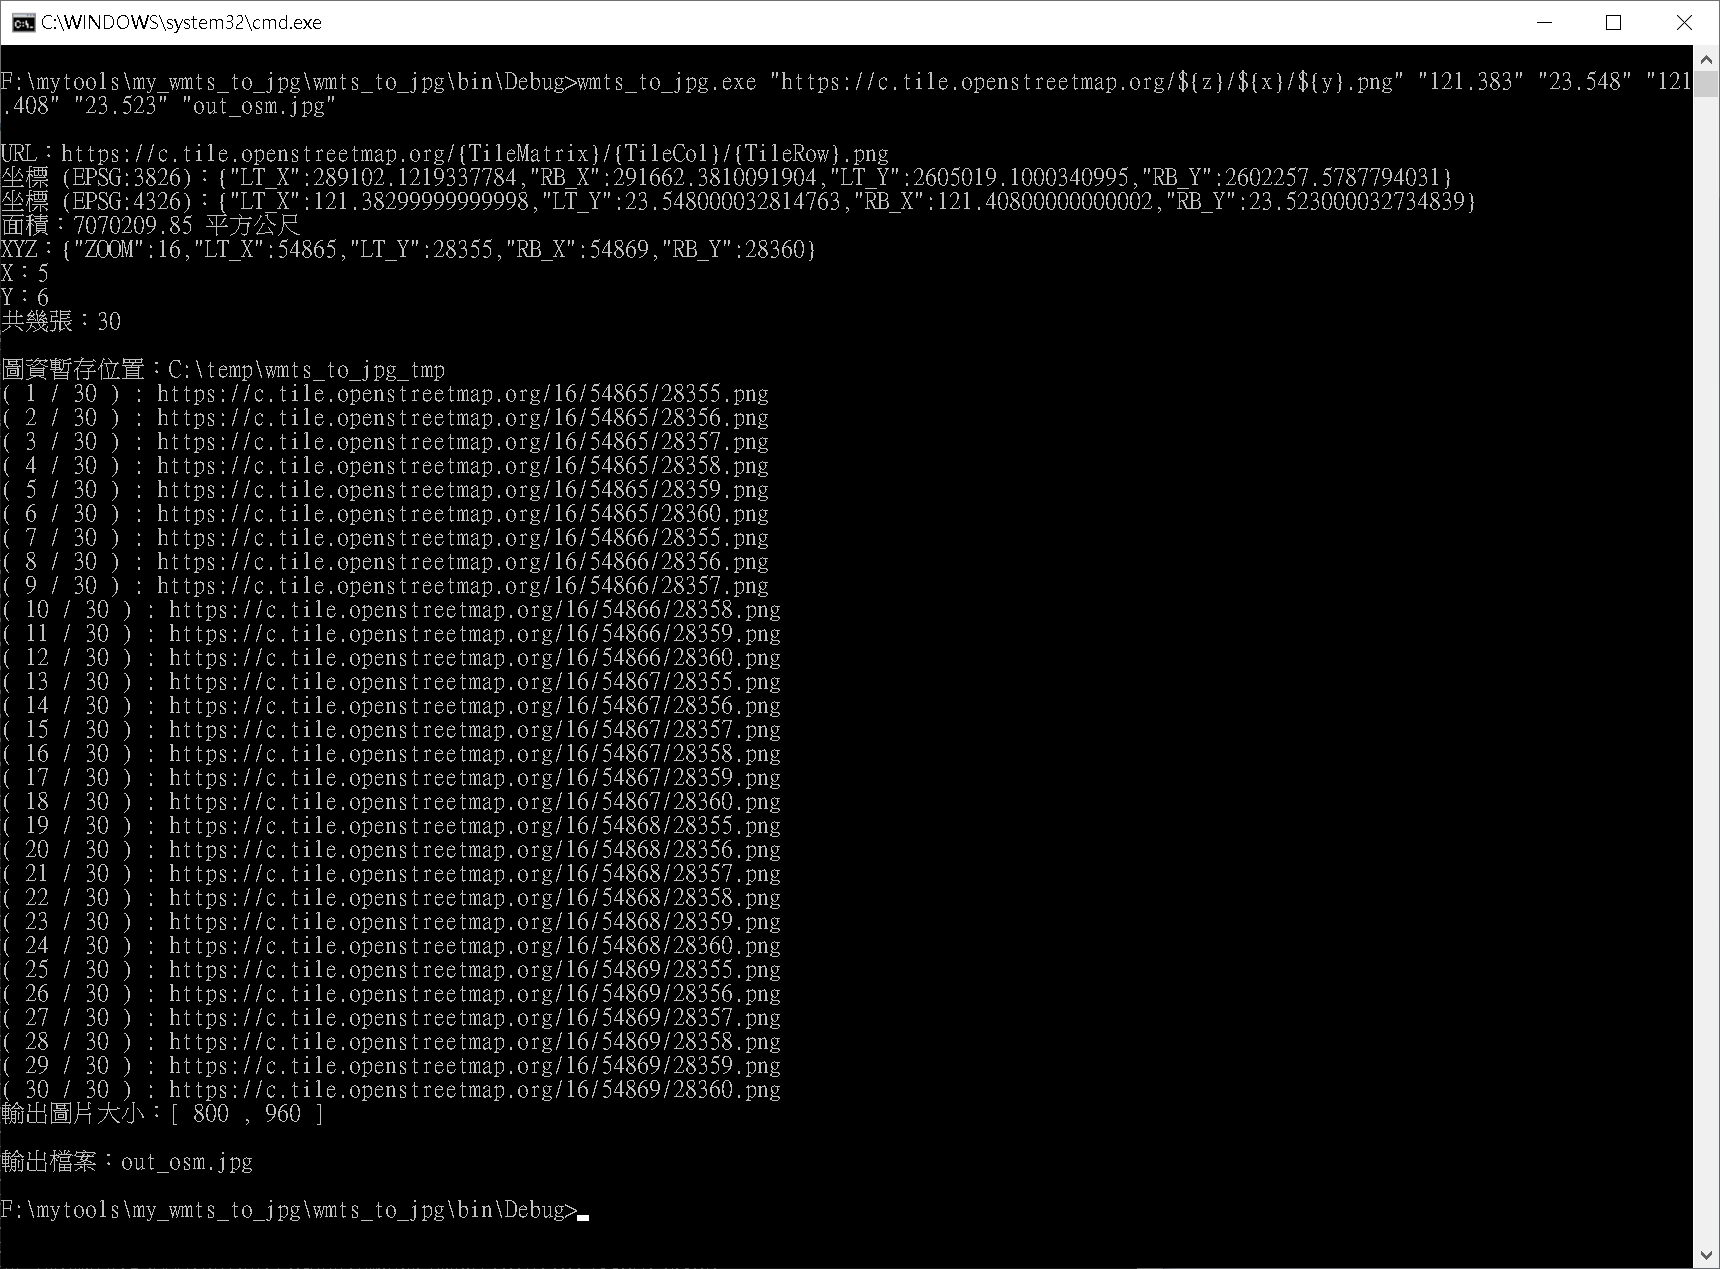 C:\WINDOWS\system32\cmd.exe
F:\mytools\my_wmts_to_jpg\wmts_to_jpg\bin\Debug>wmts_to_jpg.exe "https://c.tile.openstreetmap.org/${z}/${x}/${y}.png" "121.383" "23.548" "121
.408" "23.523" "out_osm.jpg"
URL：https://c.tile.openstreetmap.org/{TileMatrix}/{TileCol}/{TileRow}.png
坐標 (EPSG:3826)：{"LT_X":289102.1219337784,"RB_X":291662.3810091904,"LT_Y":2605019.1000340995,"RB_Y":2602257.5787794031}
坐標 (EPSG:4326)：{"LT_X":121.38299999999998,"LT_Y":23.548000032814763,"RB_X":121.40800000000002,"RB_Y":23.523000032734839}
面積：7070209.85 平方公尺
XYZ：{"ZOOM":16,"LT_X":54865,"LT_Y":28355,"RB_X":54869,"RB_Y":28360}
X：5
Y：6
共幾張：30
圖資暫存位置：C:\temp\wmts_to_jpg_tmp
( 1 / 30 ) : https://c.tile.openstreetmap.org/16/54865/28355.png
( 2 / 30 ) : https://c.tile.openstreetmap.org/16/54865/28356.png
( 3 / 30 ) : https://c.tile.openstreetmap.org/16/54865/28357.png
( 4 / 30 ) : https://c.tile.openstreetmap.org/16/54865/28358.png
( 5 / 30 ) : https://c.tile.openstreetmap.org/16/54865/28359.png
( 6 / 30 ) : https://c.tile.openstreetmap.org/16/54865/28360.png
( 7 / 30 ) : https://c.tile.openstreetmap.org/16/54866/28355.png
( 8 / 30 ) : https://c.tile.openstreetmap.org/16/54866/28356.png
( 9 / 30 ) : https://c.tile.openstreetmap.org/16/54866/28357.png
( 10 / 30 ) : https://c.tile.openstreetmap.org/16/54866/28358.png
( 11 / 30 ) : https://c.tile.openstreetmap.org/16/54866/28359.png
( 12 / 30 ) : https://c.tile.openstreetmap.org/16/54866/28360.png
( 13 / 30 ) : https://c.tile.openstreetmap.org/16/54867/28355.png
( 14 / 30 ) : https://c.tile.openstreetmap.org/16/54867/28356.png
( 15 / 30 ) : https://c.tile.openstreetmap.org/16/54867/28357.png
( 16 / 30 ) : https://c.tile.openstreetmap.org/16/54867/28358.png
( 17 / 30 ) : https://c.tile.openstreetmap.org/16/54867/28359.png
( 18 / 30 ) : https://c.tile.openstreetmap.org/16/54867/28360.png
( 19 / 30 ) : https://c.tile.openstreetmap.org/16/54868/28355.png
( 20 / 30 ) : https://c.tile.openstreetmap.org/16/54868/28356.png
( 21 / 30 ) : https://c.tile.openstreetmap.org/16/54868/28357.png
( 22 / 30 ) : https://c.tile.openstreetmap.org/16/54868/28358.png
( 23 / 30 ) : https://c.tile.openstreetmap.org/16/54868/28359.png
( 24 / 30 ) : https://c.tile.openstreetmap.org/16/54868/28360.png
( 25 / 30 ) : https://c.tile.openstreetmap.org/16/54869/28355.png
( 26 / 30 ) : https://c.tile.openstreetmap.org/16/54869/28356.png
( 27 / 30 ) : https://c.tile.openstreetmap.org/16/54869/28357.png
( 28 / 30 ) : https://c.tile.openstreetmap.org/16/54869/28358.png
( 29 / 30 ) : https://c.tile.openstreetmap.org/16/54869/28359.png
( 30 / 30 ) : https://c.tile.openstreetmap.org/16/54869/28360.png
輸出圖片大小：[ 800 , 960 ]
輸出檔案：out_osm.jpg
F:\mytools\my_wmts_to_jpg\wmts_to_jpg\bin\Debug>